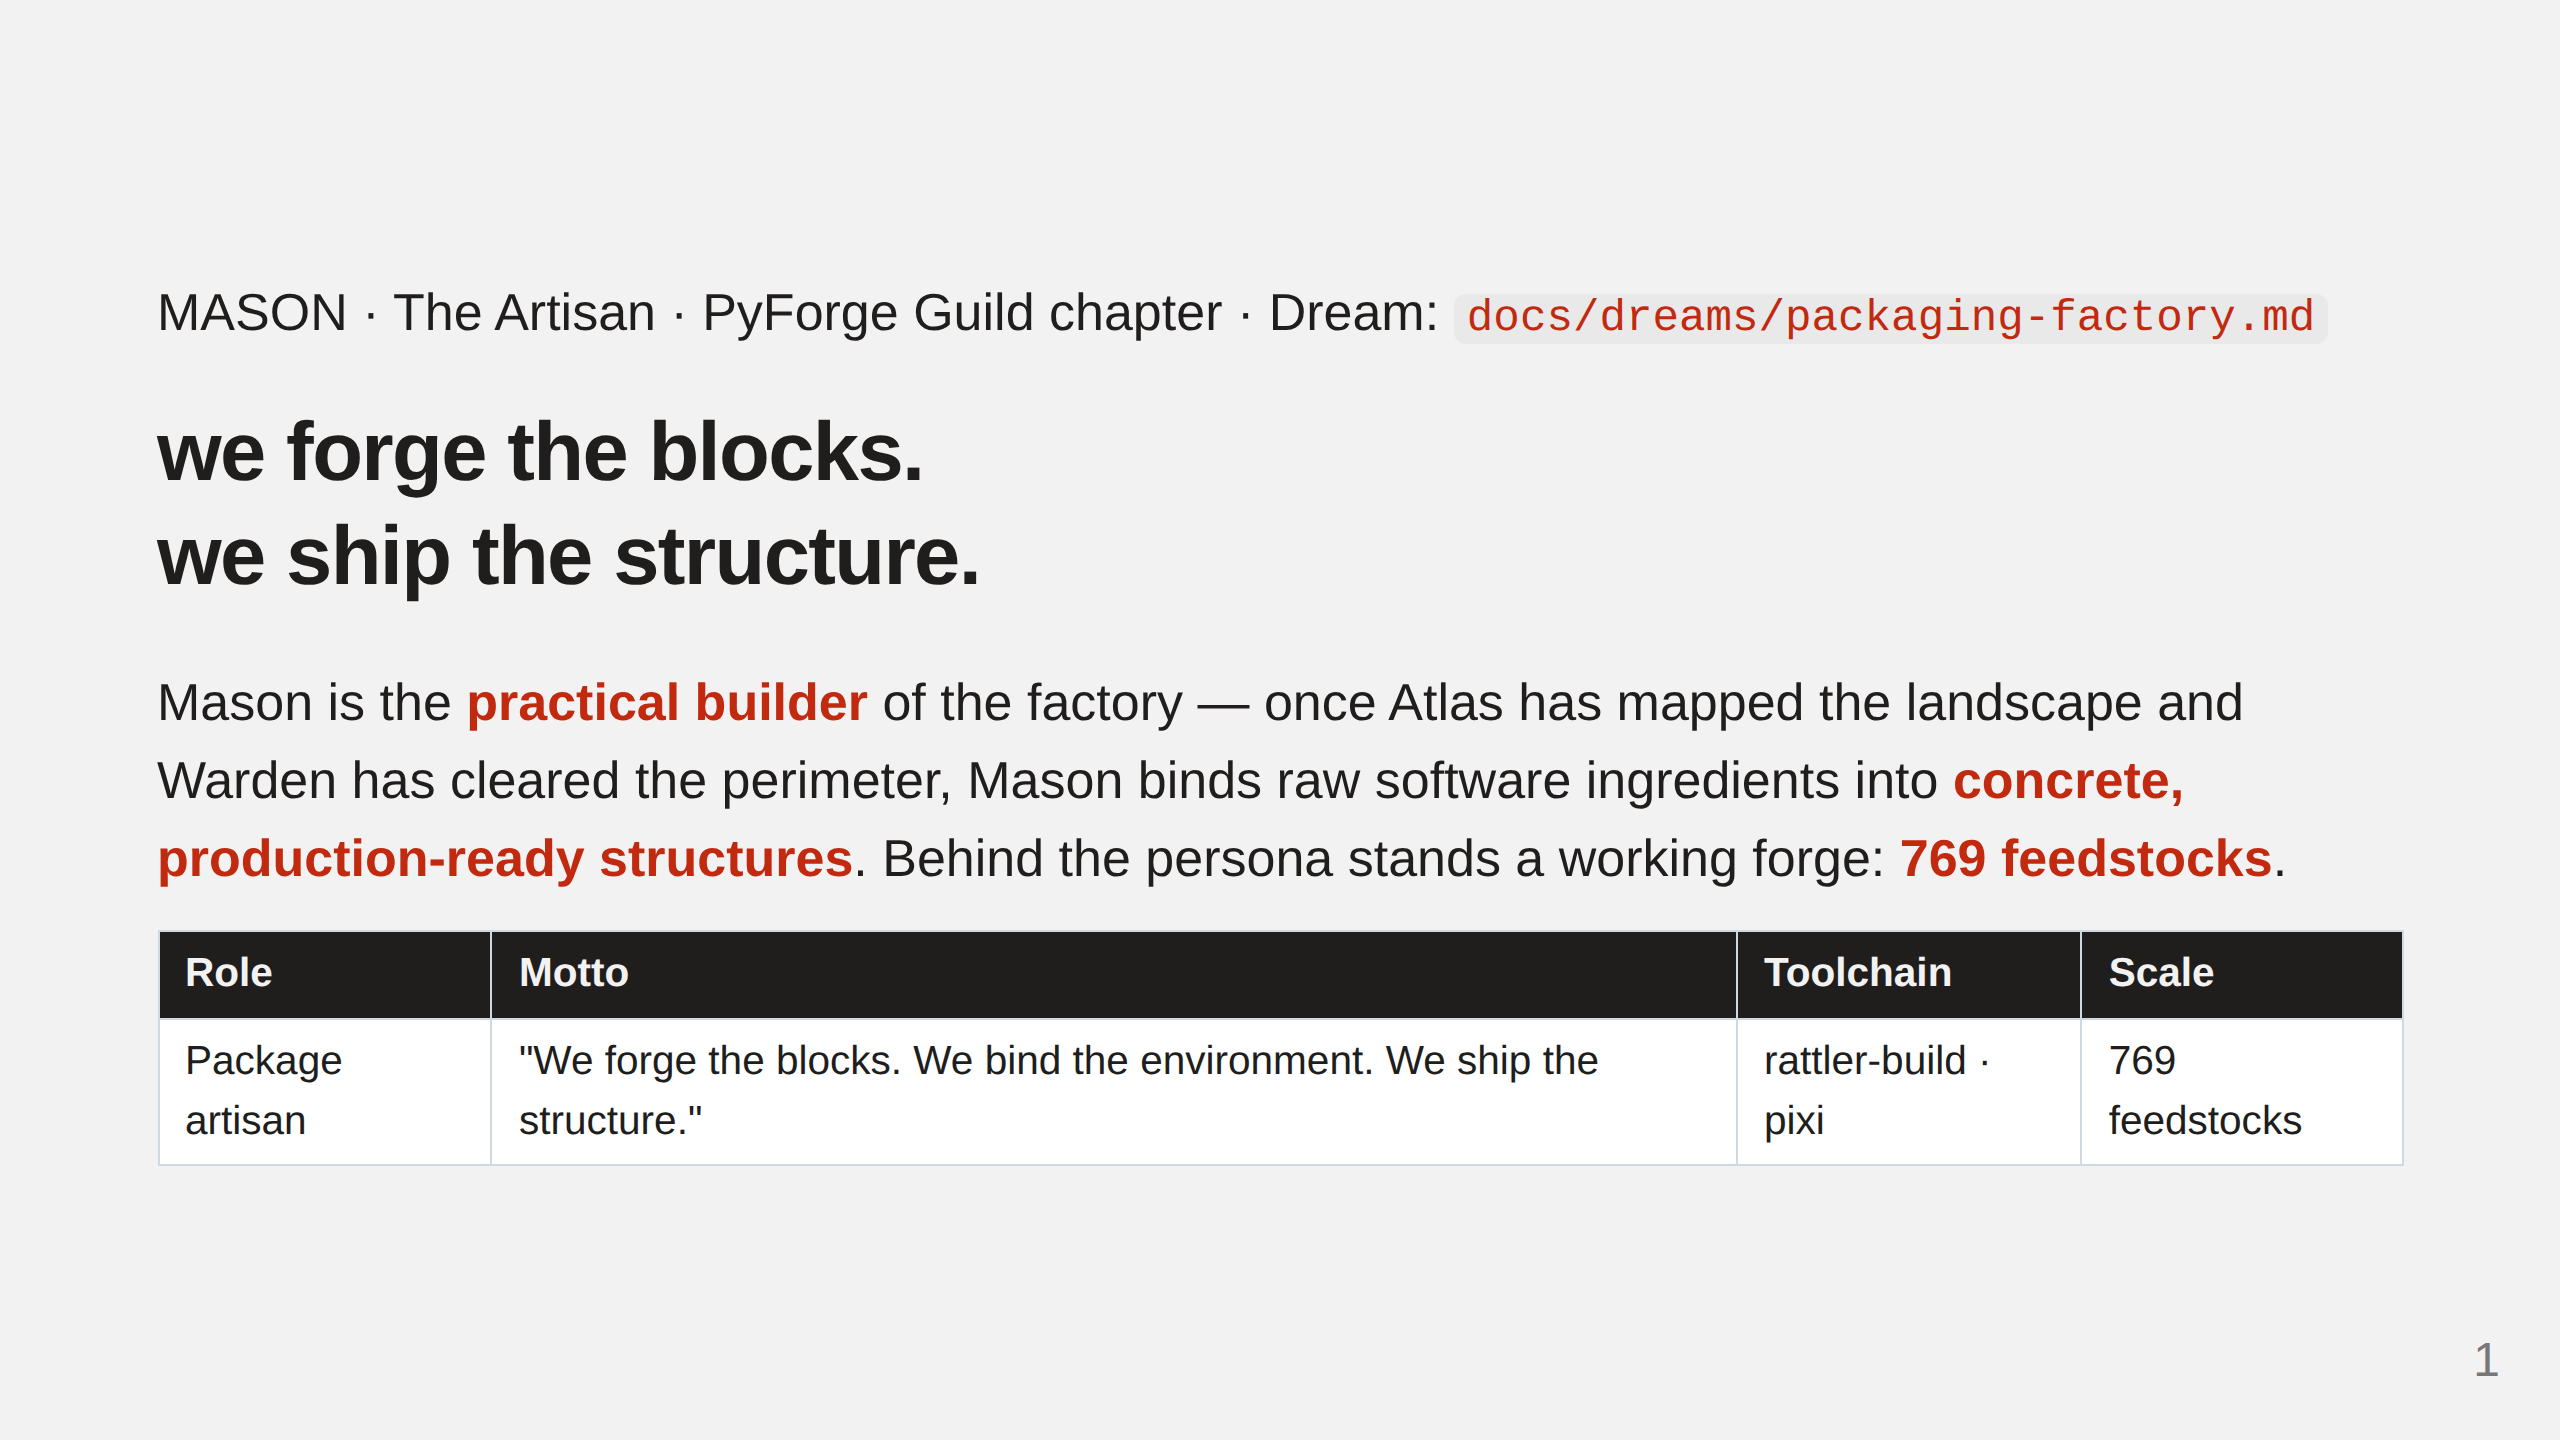 MASON · The Artisan · PyForge Guild chapter · Dream: docs/dreams/packaging-factory.md
we forge the blocks.
we ship the structure.
Mason is the practical builder of the factory — once Atlas has mapped the landscape and
Warden has cleared the perimeter, Mason binds raw software ingredients into concrete,
production-ready structures. Behind the persona stands a working forge: 769 feedstocks.
Role Motto Toolchain Scale
Package "We forge the blocks. We bind the environment. We ship the rattler-build · 769
artisan structure." pixi feedstocks
1